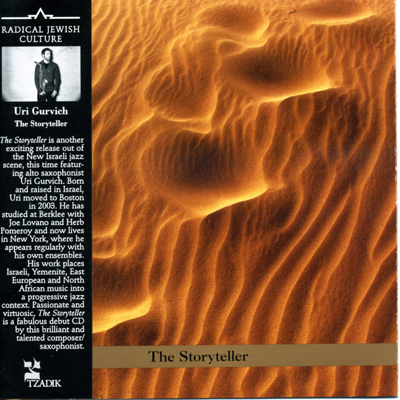 RADICAL JEWISH
CULTURE
Uri Gurvich
The Storyteller
The Storyteller is another
exciting release out of
the New Israeli jazz
scene, this time featur-
ing alto saxophonist
Uri Gurvich. Born
and raised in Israel,
Uri moved to Boston
in 2003. He has
studied at Berklee with
Joe Lovano and Herb
Pomeroy and now lives
in New York, where he
appears regularly with
his own ensembles.
His work places
Israeli, Yemenite, East
European and North
African music into
a progressive jazz
context. Passionate and
virtuosic, The Storyteller
is a fabulous debut CD
by this brilliant and
talented composer/
saxophonist.
TZADIK
The Storyteller